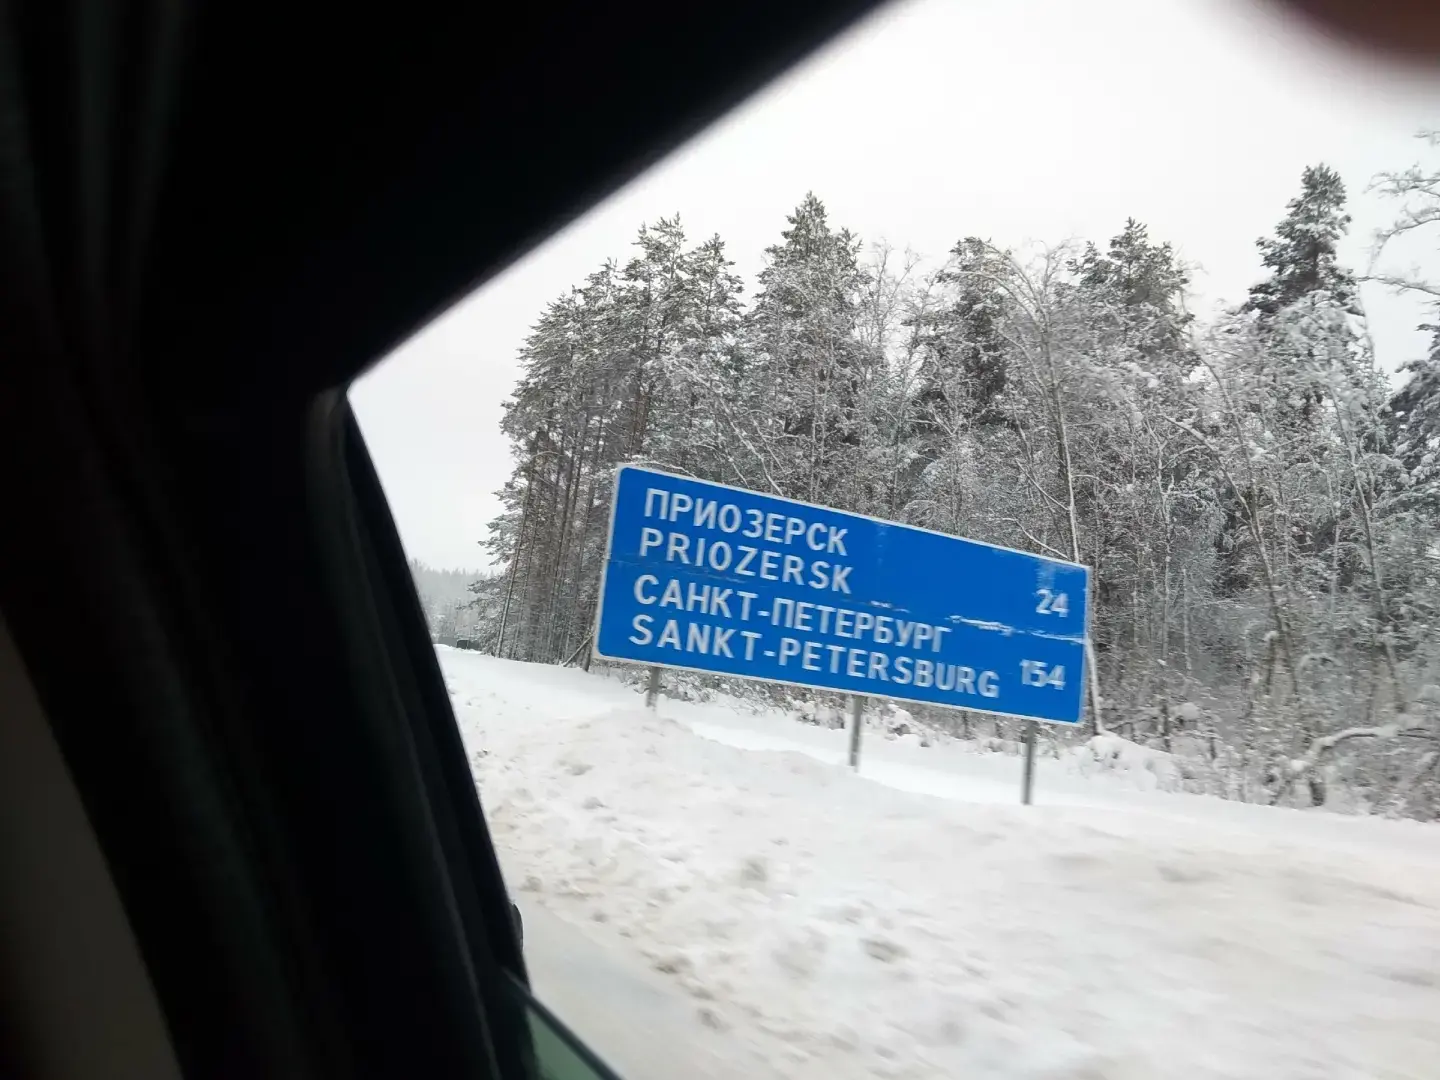 ПРИОЗЕРСК
PRIOZERSK 24
САНКТ-ПЕТЕРБУРГ
SANKT-PETERSBURG 154